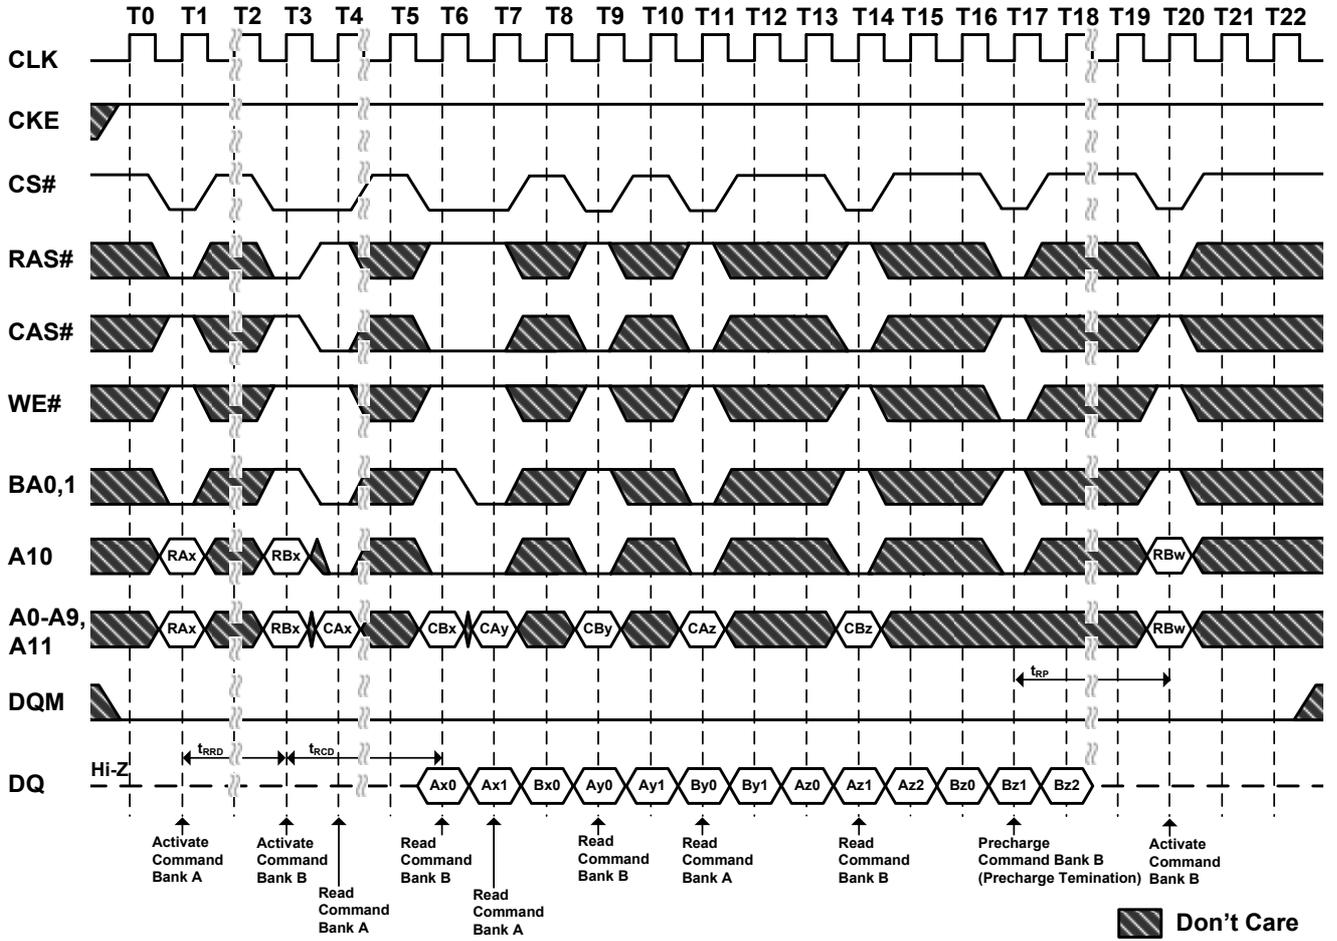 T0 T1 T2 T3 T4 T5 T6 T7 T8 T9 T10 T11 T12 T13 T14 T15 T16 T17 T18 T19 T20 T21 T22
CLK
CKE
CS#
RAS#
CAS#
WE#
BA0,1
A10
RAx RBx RBw
A0-A9,
A11
RAx RBx CAx CBx CAy CBy CAz CBz RBw
tRP
DQM
tRRD tRCD
Hi-Z
DQ
Ax0 Ax1 Bx0 Ay0 Ay1 By0 By1 Az0 Az1 Az2 Bz0 Bz1 Bz2
Activate
Command
Bank A
Activate
Command
Bank B
Read
Command
Bank A
Read
Command
Bank B
Read
Command
Bank A
Read
Command
Bank B
Read
Command
Bank A
Read
Command
Bank B
Precharge
Command Bank B
(Precharge Temination)
Activate
Command
Bank B
Don't Care